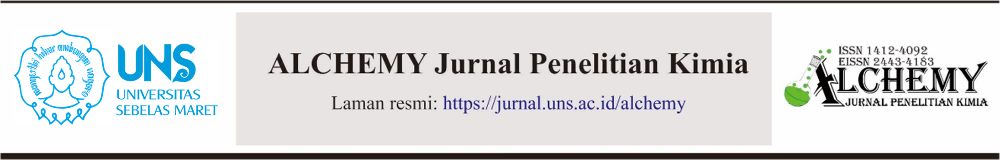 mangesthi luhur ambangun nagara
UNS
UNIVERSITAS
SEBELAS MARET
ALCHEMY Jurnal Penelitian Kimia
Laman resmi: https://jurnal.uns.ac.id/alchemy
ISSN 1412-4092
EISSN 2443-4183
ALCHEMY
JURNAL PENELITIAN KIMIA